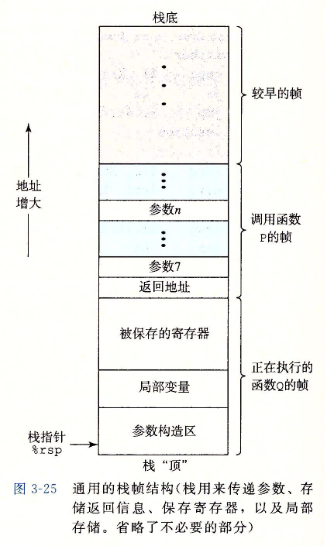 栈底
较早的帧
地址
增大
参数n
调用函数
P的帧
参数7
返回地址
被保存的寄存器
正在执行的
函数Q的帧
局部变量
栈指针
%rsp
参数构造区
栈“顶”
图 3-25 通用的栈帧结构(栈用来传递参数、存
储返回信息、保存寄存器，以及局部
存储。省略了不必要的部分)